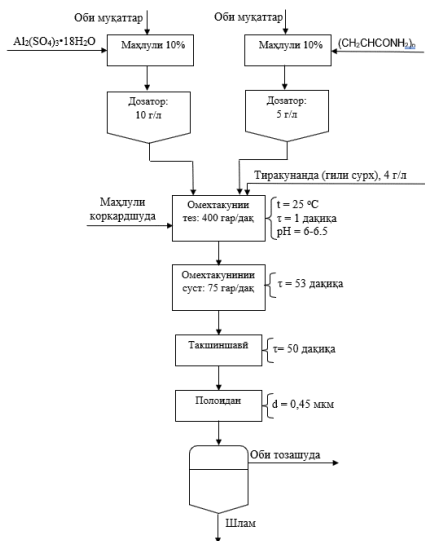 Оби муқаттар
Оби муқаттар
Al₂(SO₄)₃•18H₂O
Маҳлули 10%
Маҳлули 10%
(CH₂CHCONH₂)n
Дозатор:
10 г/л
Дозатор:
5 г/л
Тиракунанда (гили сурх), 4 г/л
Маҳлули
коркардшуда
Омехтакунии
тез: 400 гар/дақ
t = 25 ⁰C
τ = 1 дақиқа
pH = 6-6.5
Омехтакунинии
суст: 75 гар/дақ
τ = 53 дақиқа
Такшиншавӣ
τ= 50 дақиқа
Полоидан
d = 0,45 мкм
Оби тозашуда
Шлам